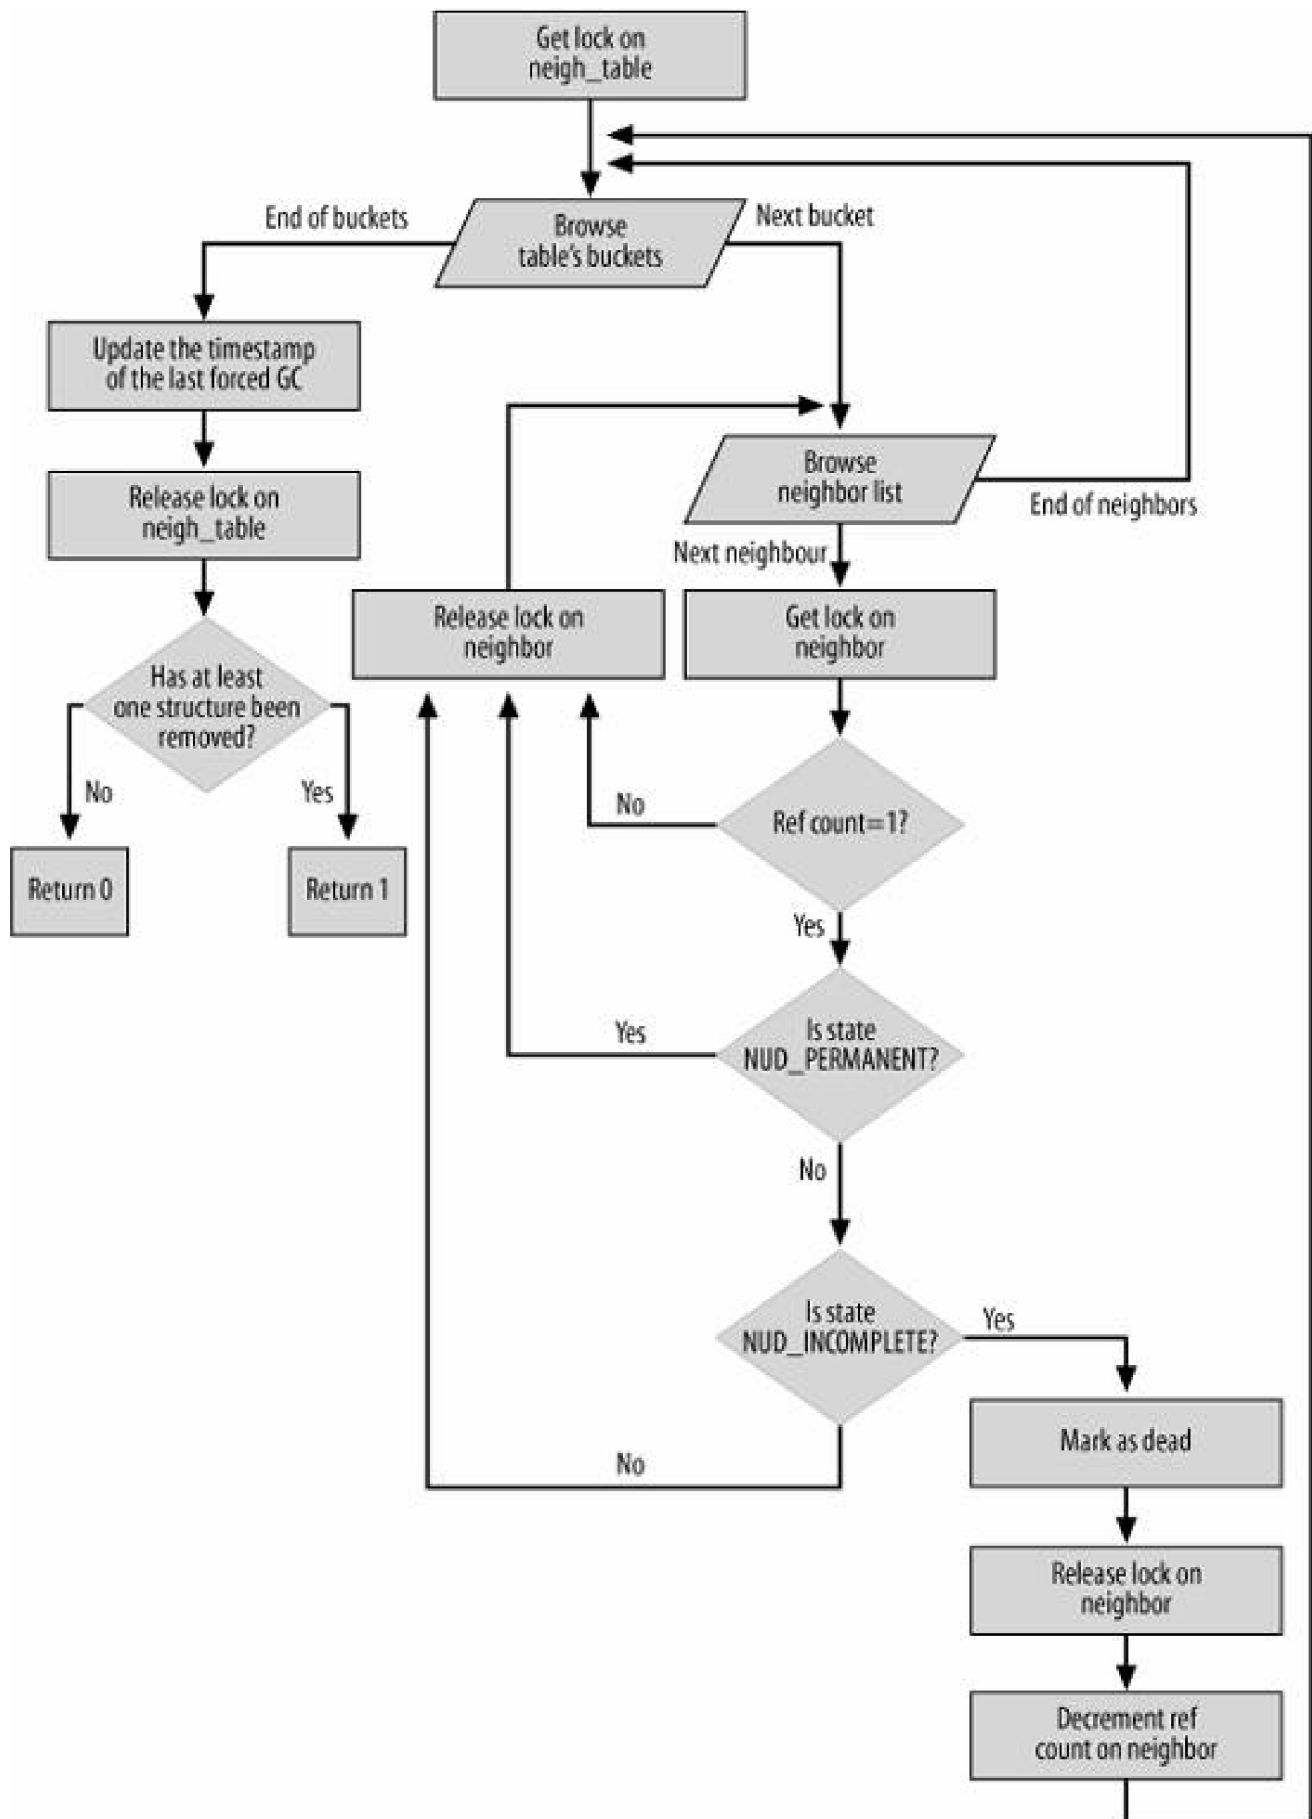 Get lock on
neigh_table
End of buckets
Browse
table's buckets
Next bucket
Update the timestamp
of the last forced GC
Browse
neighbor list
End of neighbors
Release lock on
neigh_table
Next neighbour
Release lock on
neighbor
Get lock on
neighbor
Has at least
one structure been
removed?
No
Yes
No
Ref count=1?
Return 0
Return 1
Yes
Yes
Is state
NUD_PERMANENT?
No
Is state
NUD_INCOMPLETE?
Yes
Mark as dead
No
Release lock on
neighbor
Decrement ref
count on neighbor